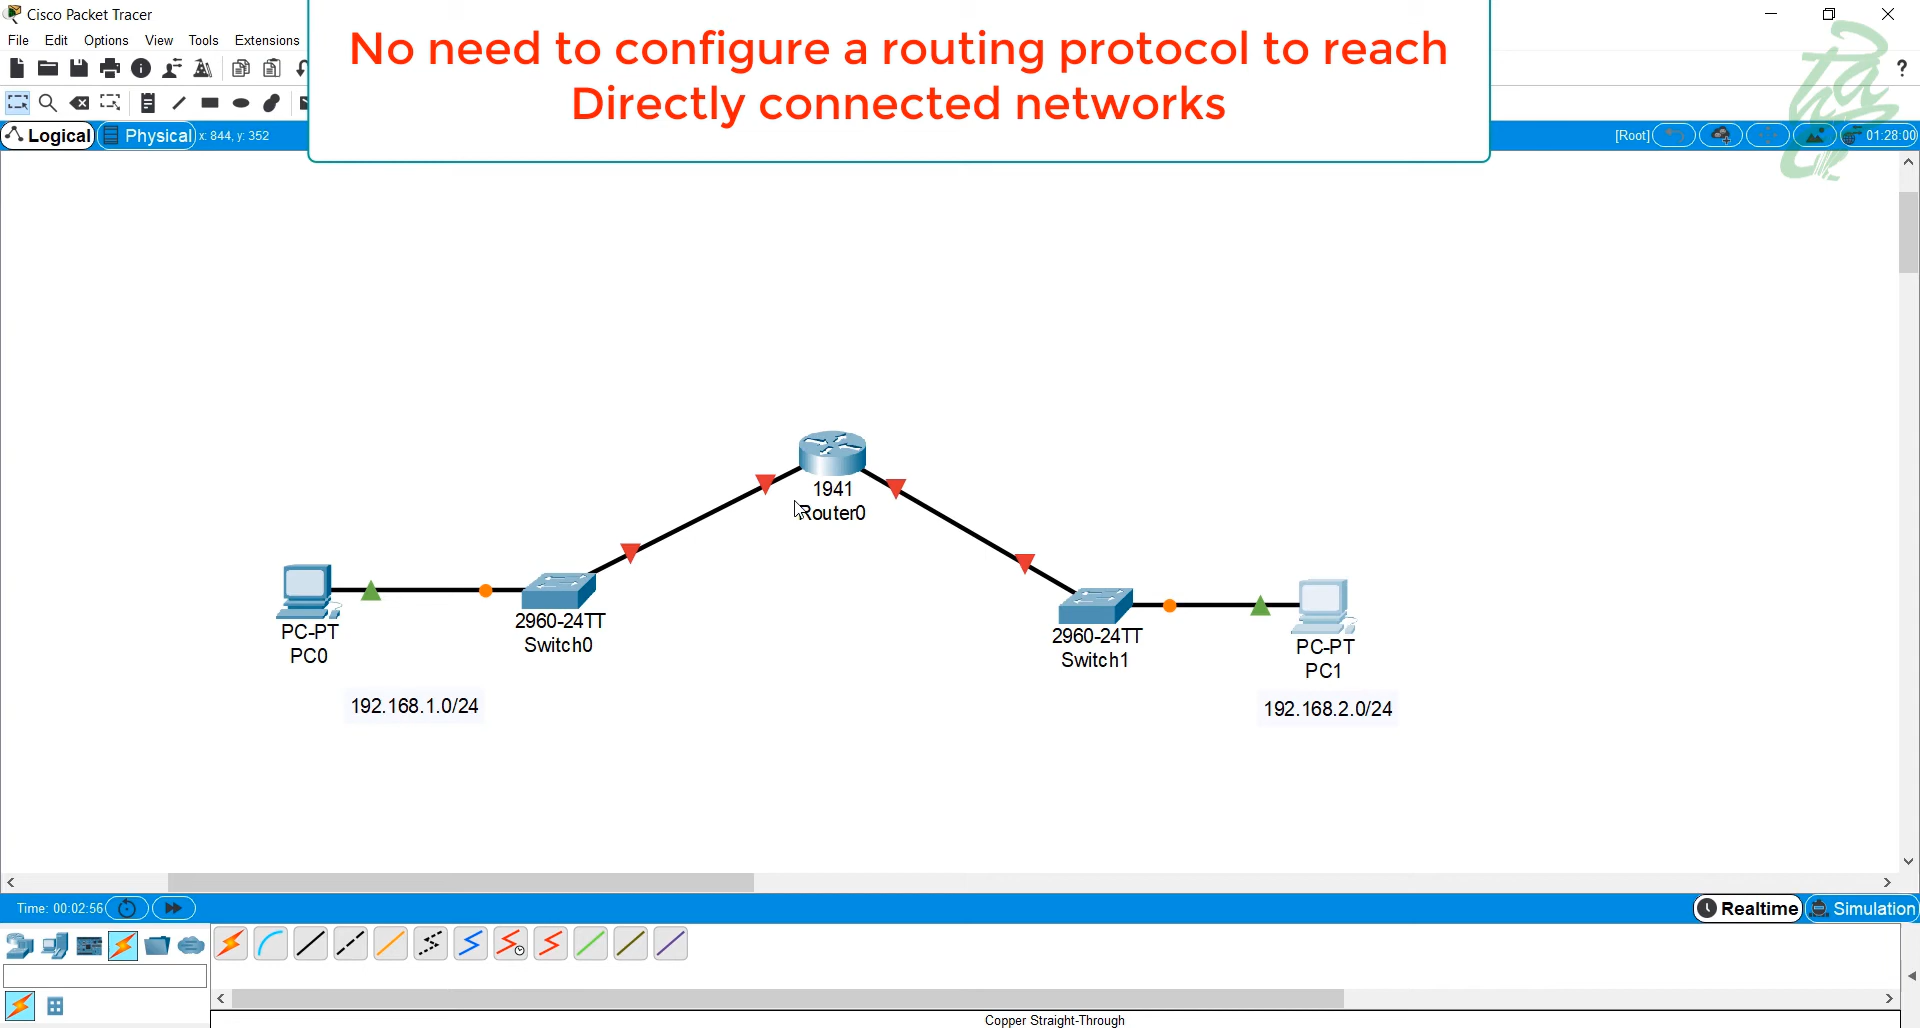 Cisco Packet Tracer
File Edit Options View Tools Extensions
No need to configure a routing protocol to reach
Directly connected networks
?
Logical Physical x: 844, y: 352
[Root] 01:28:00
1941
Router0
PC-PT
PC0
2960-24TT
Switch0
2960-24TT
Switch1
PC-PT
PC1
192.168.1.0/24
192.168.2.0/24
Time: 00:02:56
Realtime Simulation
Copper Straight-Through